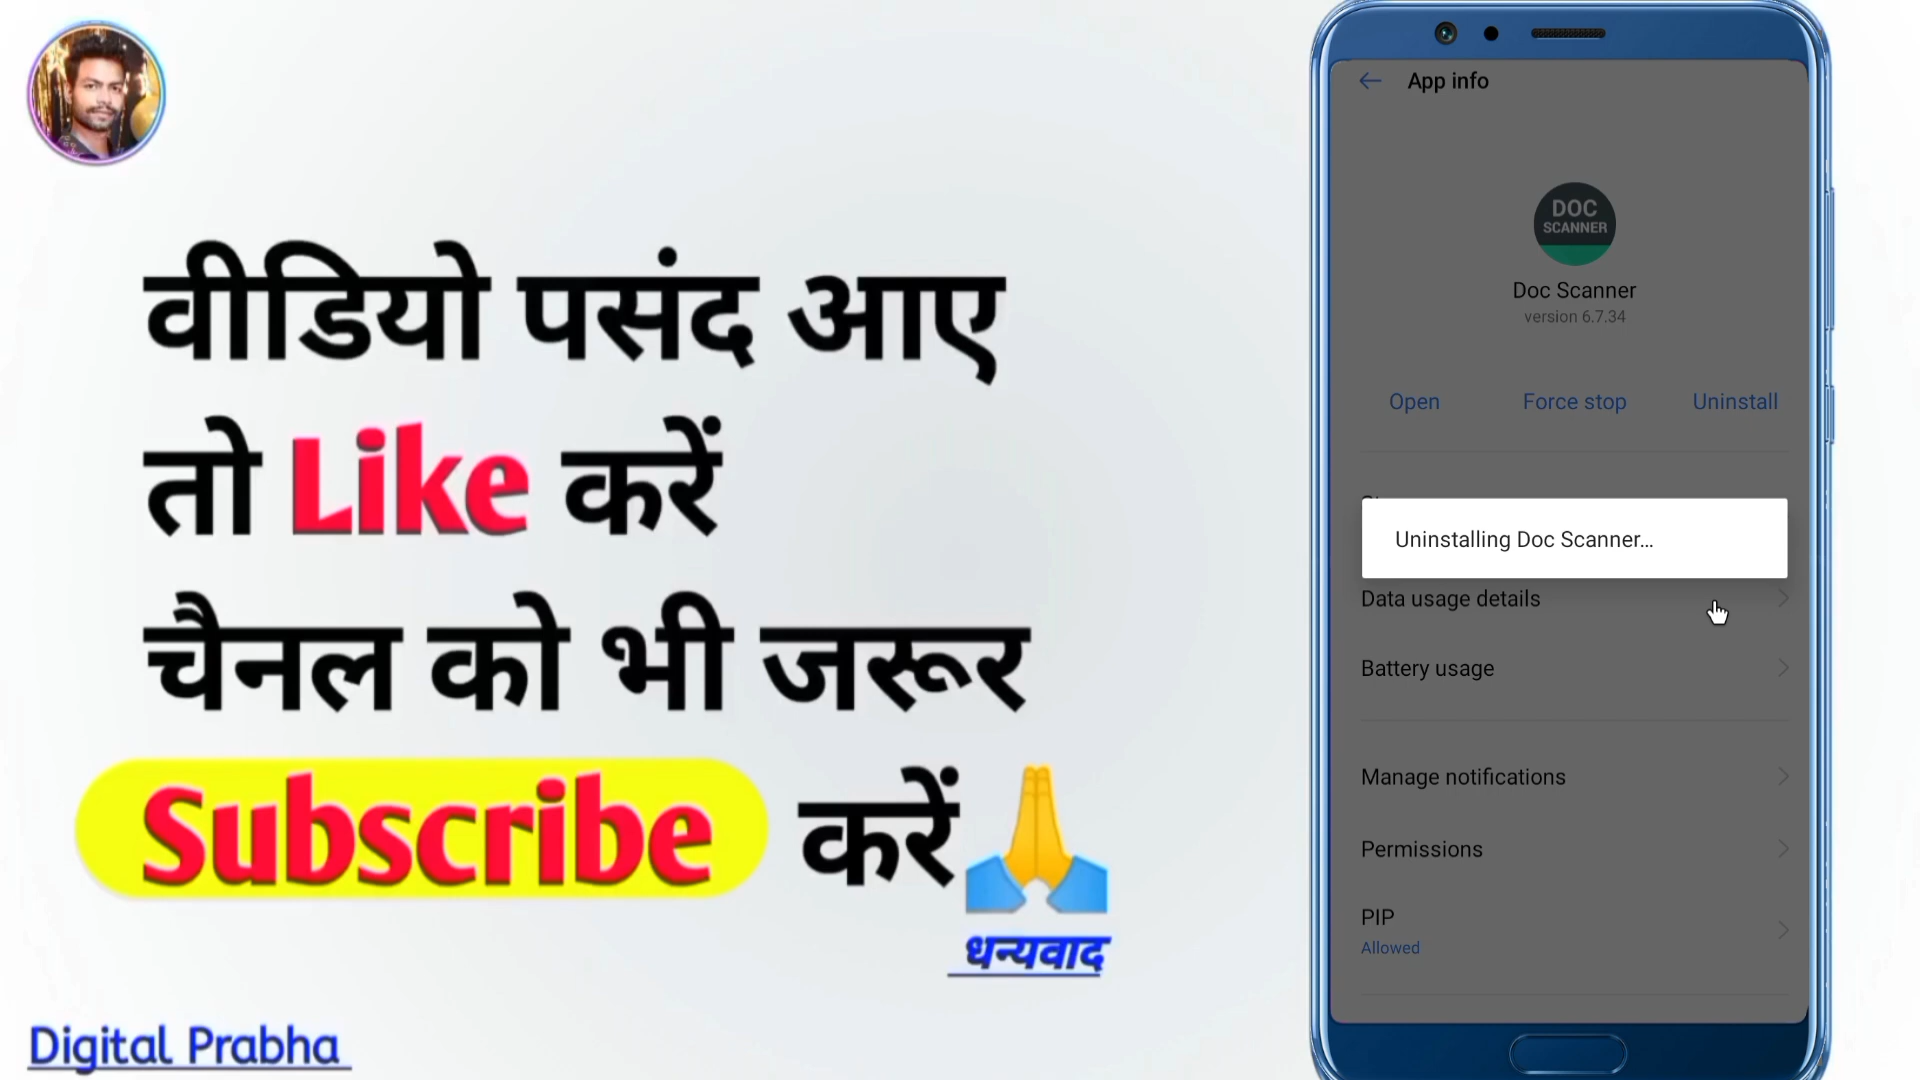 वीडियो पसंद आए
तो Like करें
चैनल को भी जरूर
Subscribe करें
धन्यवाद
Digital Prabha
App info
DOC
SCANNER
Doc Scanner
version 6.7.34
Open Force stop Uninstall
Uninstalling Doc Scanner...
Data usage details
Battery usage
Manage notifications
Permissions
PIP
Allowed